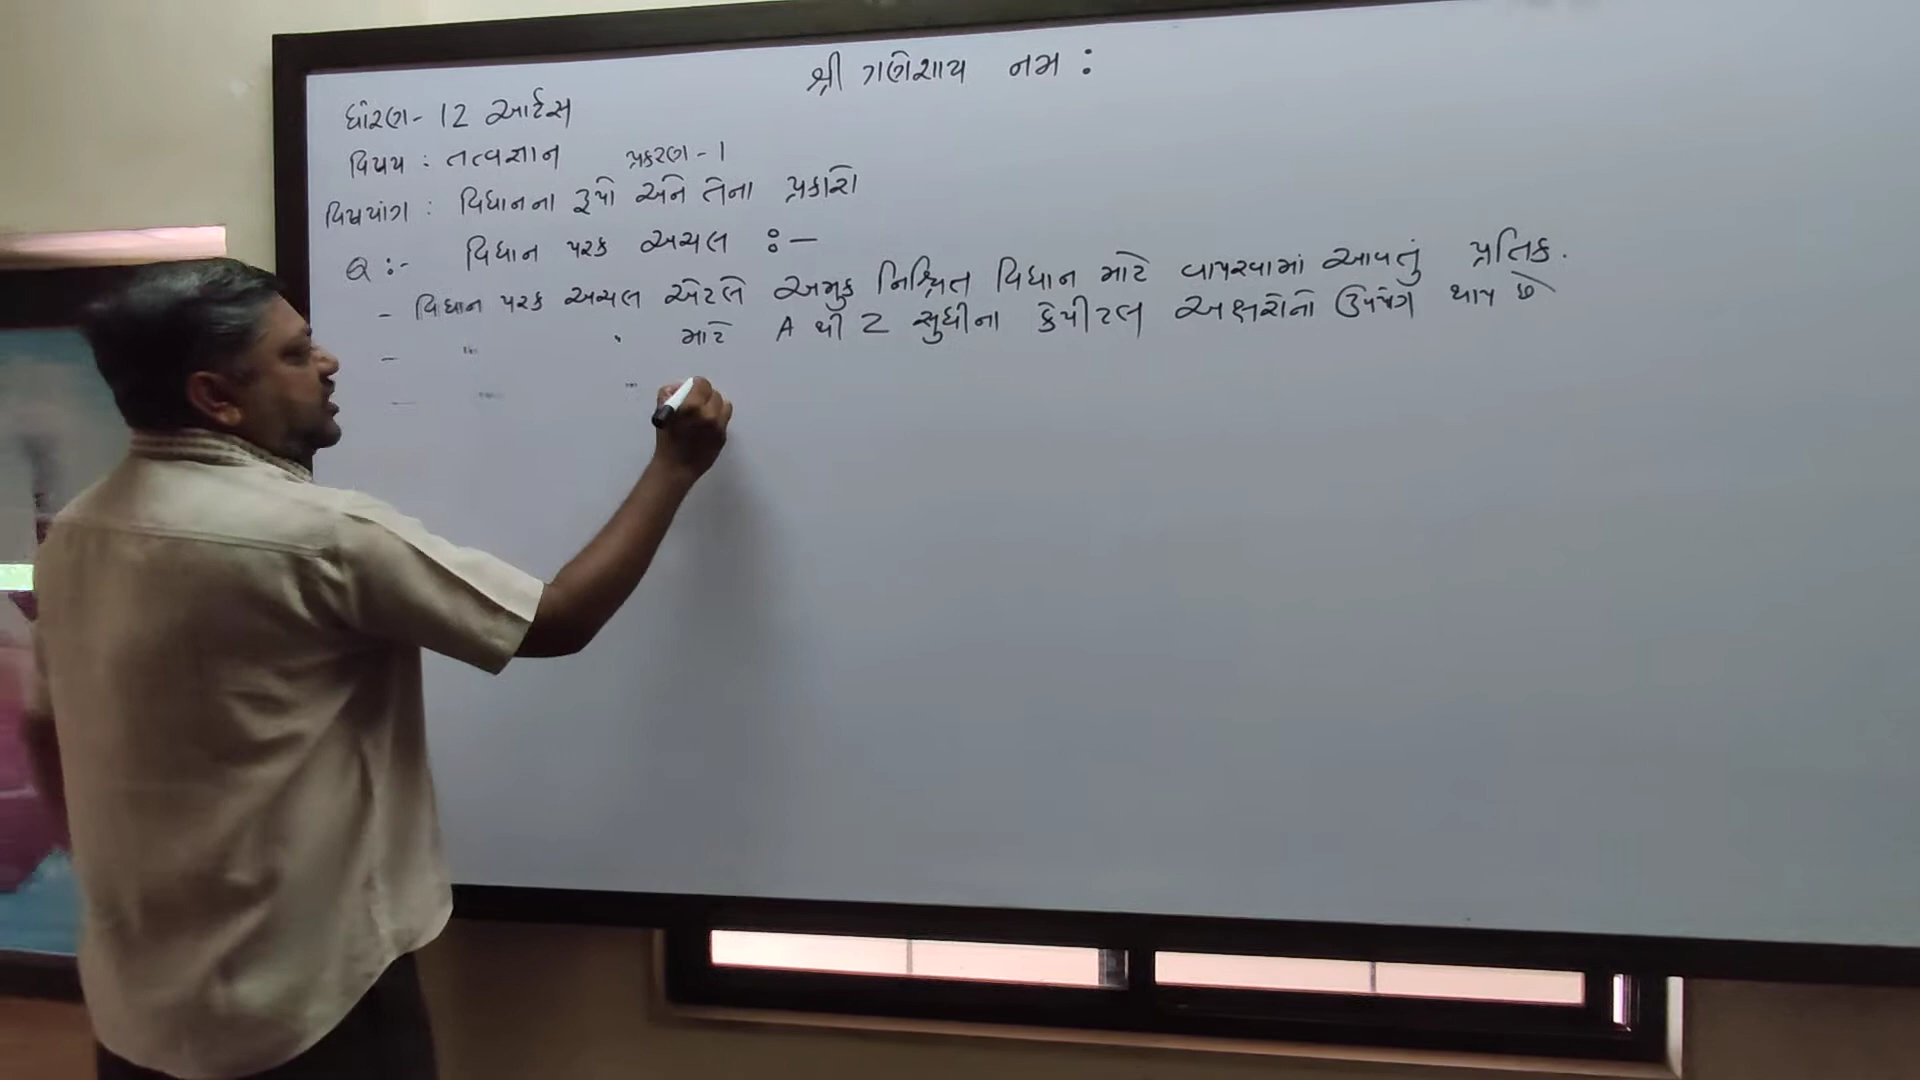 શ્રી ગણેશાય નમ :
ધોરણ - 12 આર્ટસ
વિષય : તત્વજ્ઞાન પ્રકરણ - 1
વિષયાંગ : વિધાનના રૂપો અને તેના પ્રકારો
Q :- વિધાન પરક અચલ :-
- વિધાન પરક અચલ એટલે અમુક નિશ્ચિત વિધાન માટે વાપરવામાં આવતું પ્રતિક.
- " " માટે A થી Z સુધીના કેપીટલ અક્ષરોનો ઉપયોગ થાય છે
- " "